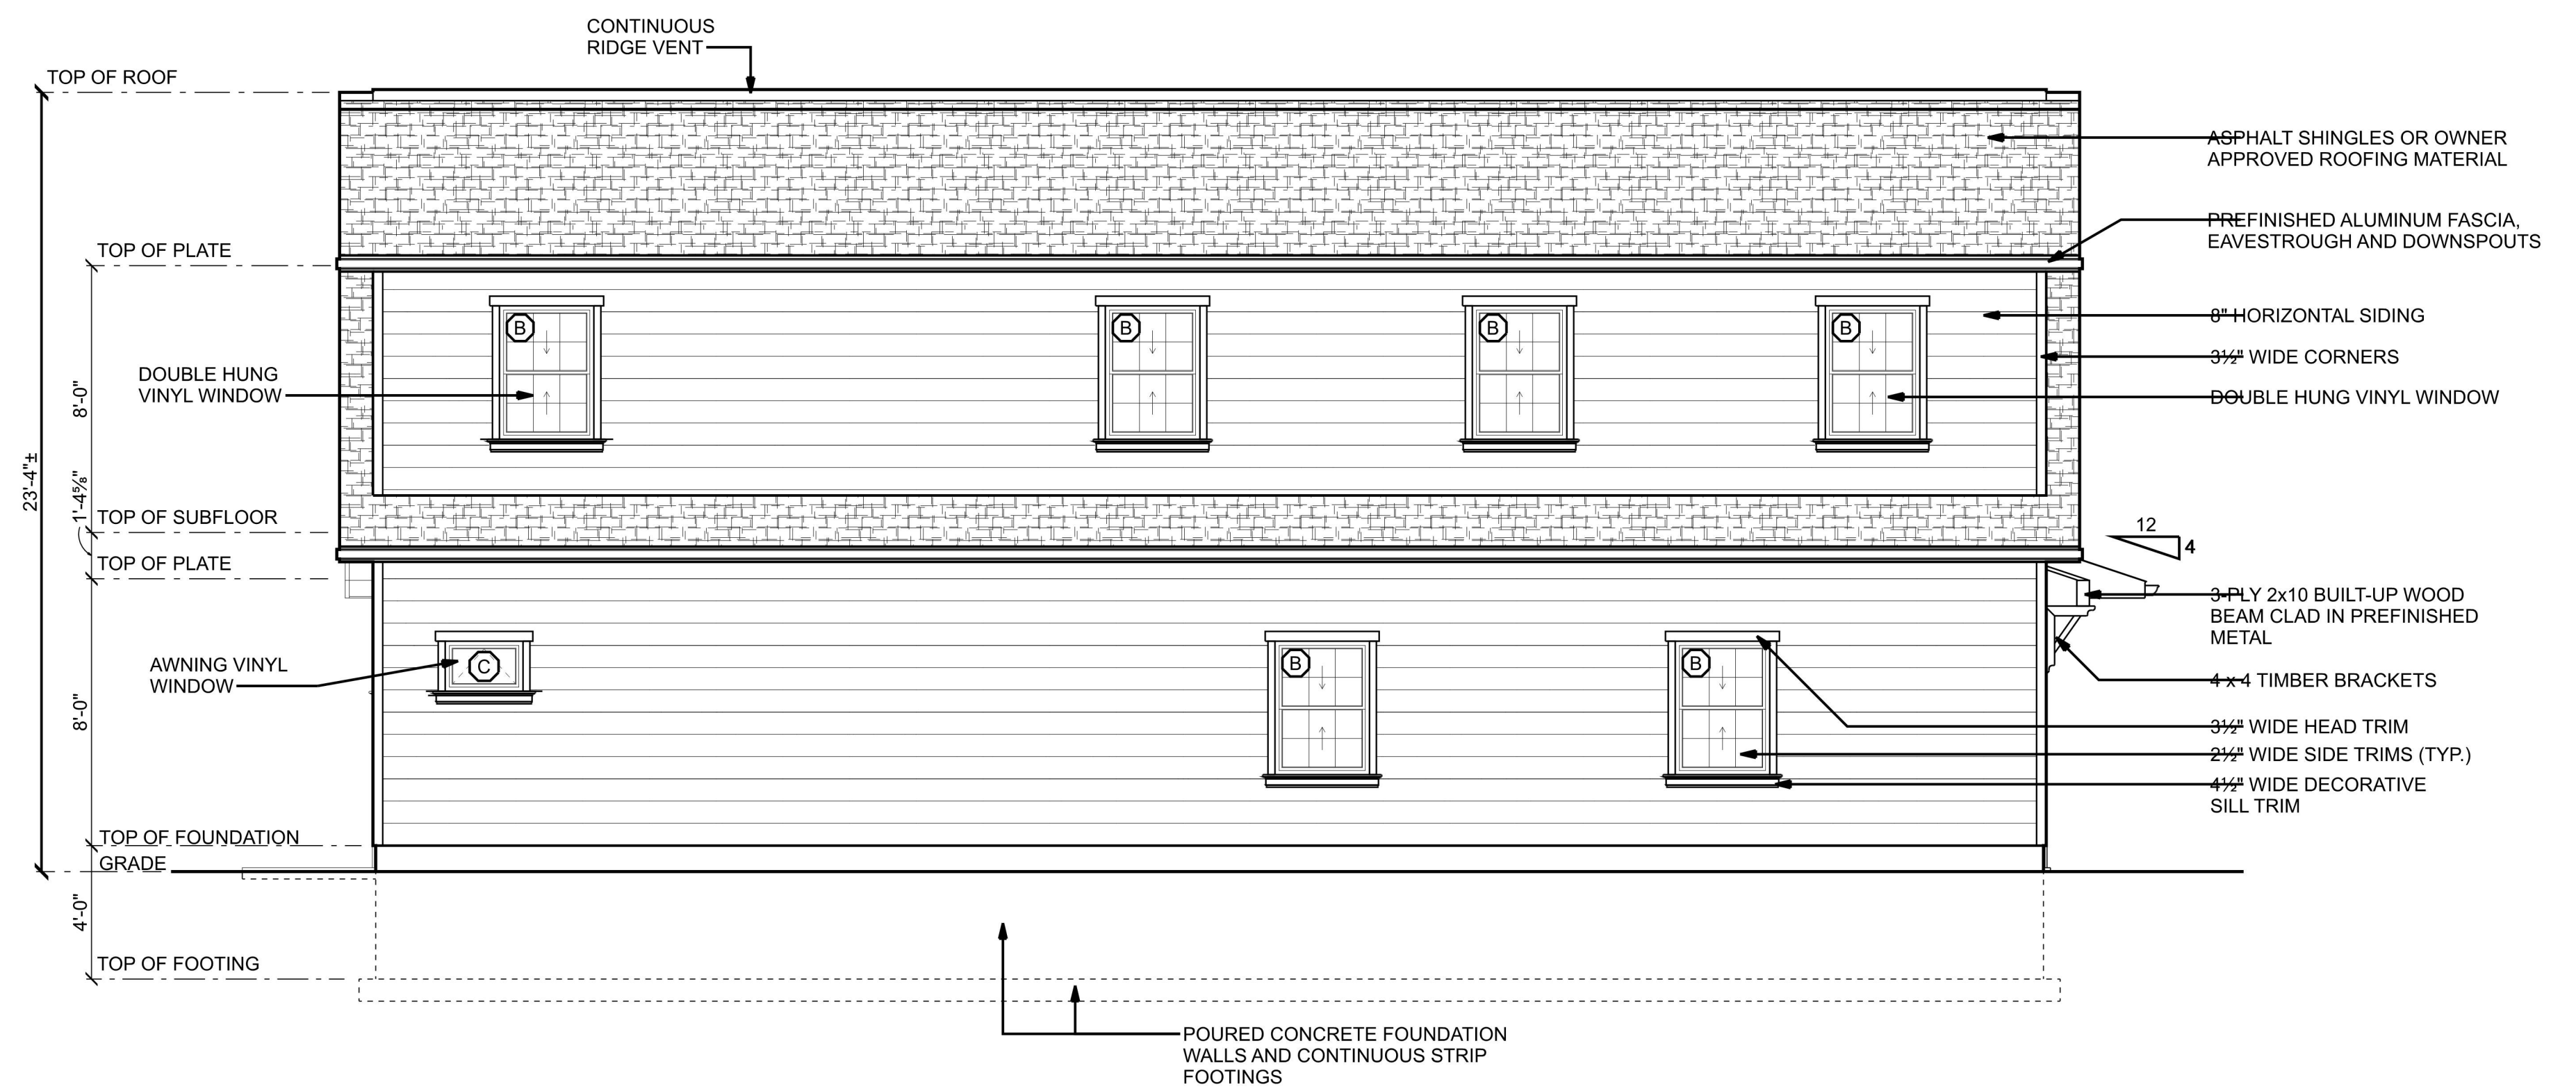 CONTINUOUS
RIDGE VENT
TOP OF ROOF
ASPHALT SHINGLES OR OWNER
APPROVED ROOFING MATERIAL
PREFINISHED ALUMINUM FASCIA,
EAVESTROUGH AND DOWNSPOUTS
TOP OF PLATE
8" HORIZONTAL SIDING
B
B
B
B
3½" WIDE CORNERS
DOUBLE HUNG
VINYL WINDOW
DOUBLE HUNG VINYL WINDOW
8'-0"
23'-4"±
1'-4⅝"
TOP OF SUBFLOOR
12
4
TOP OF PLATE
3-PLY 2x10 BUILT-UP WOOD
BEAM CLAD IN PREFINISHED
METAL
AWNING VINYL
WINDOW
C
B
B
4 x 4 TIMBER BRACKETS
8'-0"
3½" WIDE HEAD TRIM
2½" WIDE SIDE TRIMS (TYP.)
4½" WIDE DECORATIVE
SILL TRIM
TOP OF FOUNDATION
GRADE
4'-0"
TOP OF FOOTING
POURED CONCRETE FOUNDATION
WALLS AND CONTINUOUS STRIP
FOOTINGS